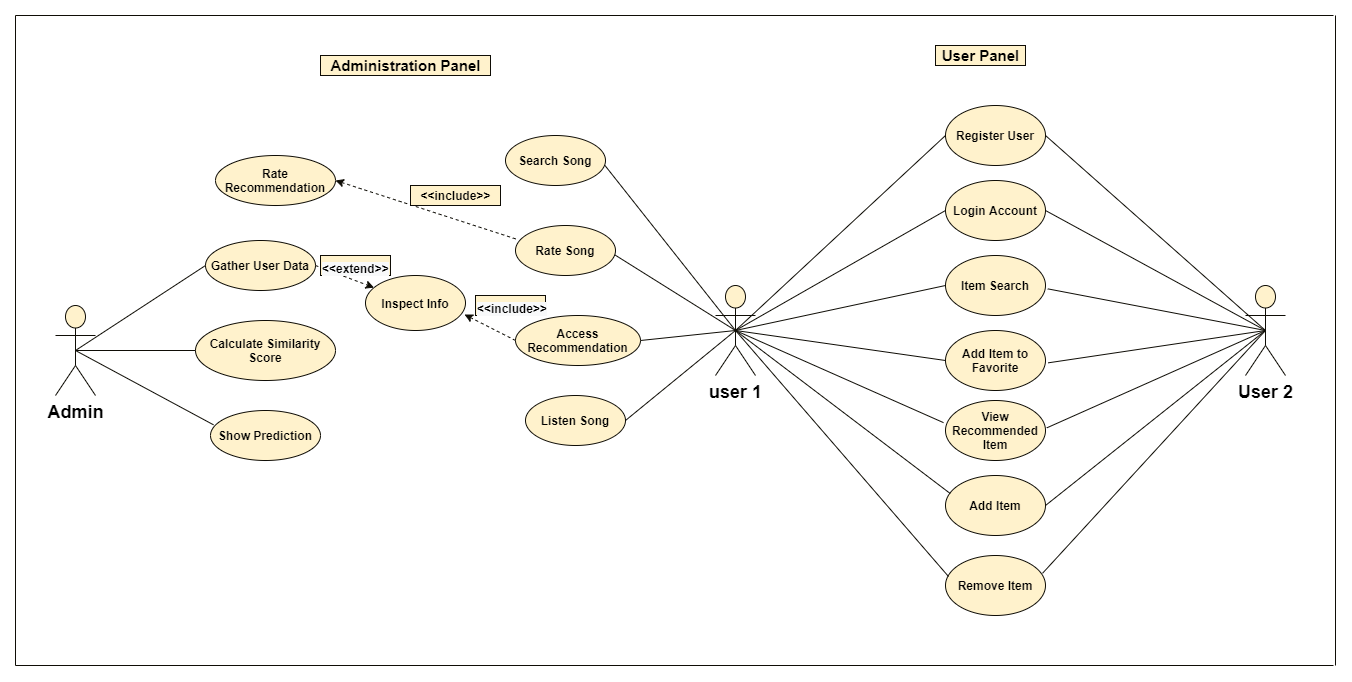 Administration Panel
User Panel
Register User
Search Song
Rate
Recommendation
<<include>>
Login Account
Rate Song
Gather User Data
<<extend>>
Inspect Info
<<include>>
Item Search
Calculate Similarity
Score
Access
Recommendation
Add Item to
Favorite
Admin
user 1
User 2
Listen Song
View
Recommended
Item
Show Prediction
Add Item
Remove Item